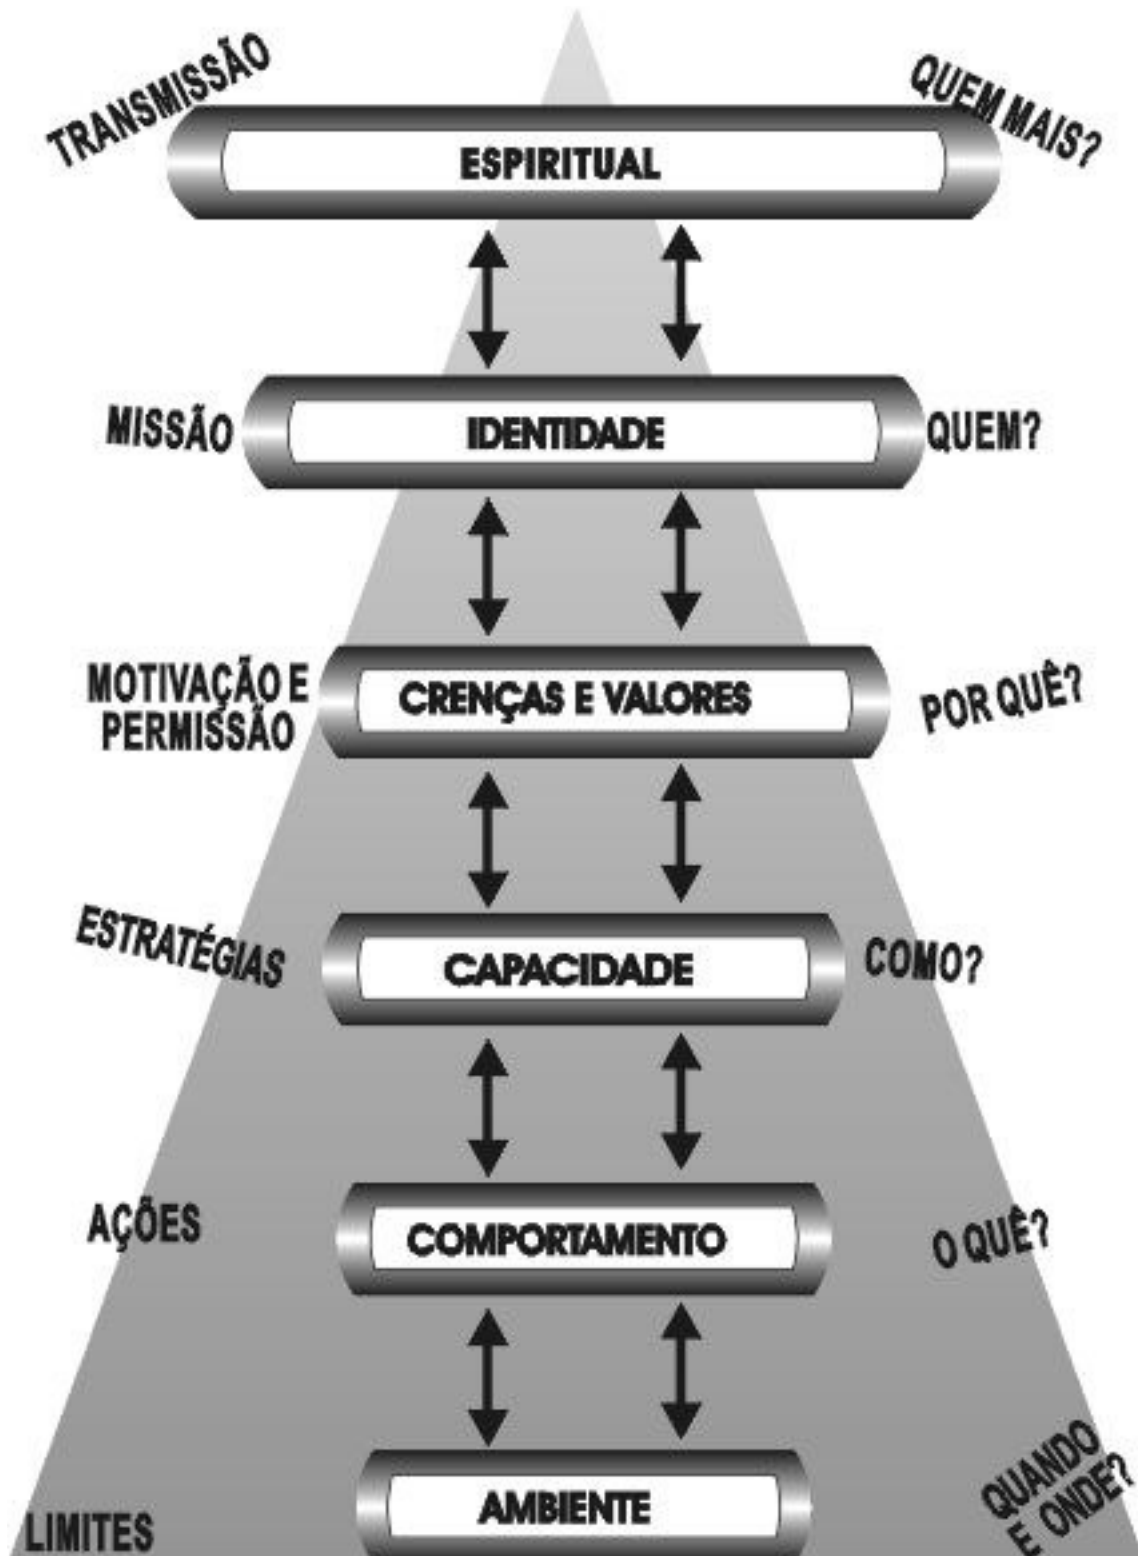 TRANSMISSÃO
ESPIRITUAL
QUEM MAIS?
MISSÃO
IDENTIDADE
QUEM?
MOTIVAÇÃO E
PERMISSÃO
CRENÇAS E VALORES
POR QUÊ?
ESTRATÉGIAS
CAPACIDADE
COMO?
AÇÕES
COMPORTAMENTO
O QUÊ?
LIMITES
AMBIENTE
QUANDO
E ONDE?